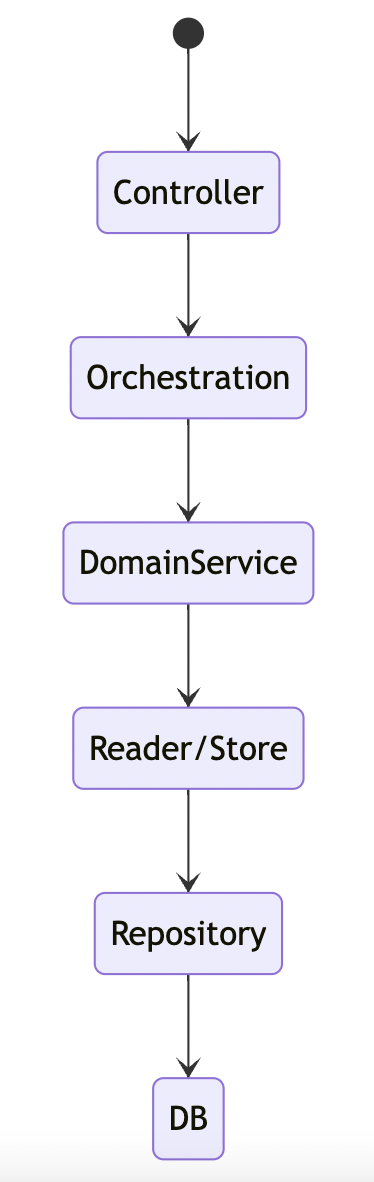 Controller
Orchestration
DomainService
Reader/Store
Repository
DB